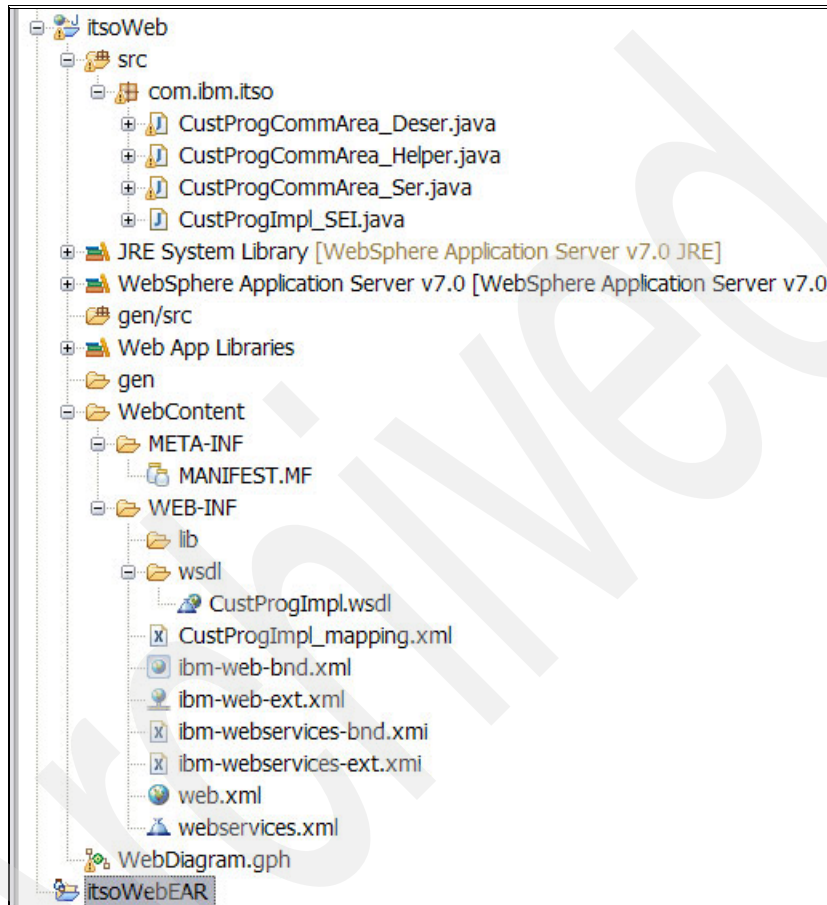 itsoWeb
src
com.ibm.itso
CustProgCommArea_Deser.java
CustProgCommArea_Helper.java
CustProgCommArea_Ser.java
CustProgImpl_SEI.java
JRE System Library [WebSphere Application Server v7.0 JRE]
WebSphere Application Server v7.0 [WebSphere Application Server v7.0
gen/src
Web App Libraries
gen
WebContent
META-INF
MANIFEST.MF
WEB-INF
lib
wsdl
CustProgImpl.wsdl
CustProgImpl_mapping.xml
ibm-web-bnd.xml
ibm-web-ext.xml
ibm-webservices-bnd.xmi
ibm-webservices-ext.xmi
web.xml
webservices.xml
WebDiagram.gph
itsoWebEAR
Archived